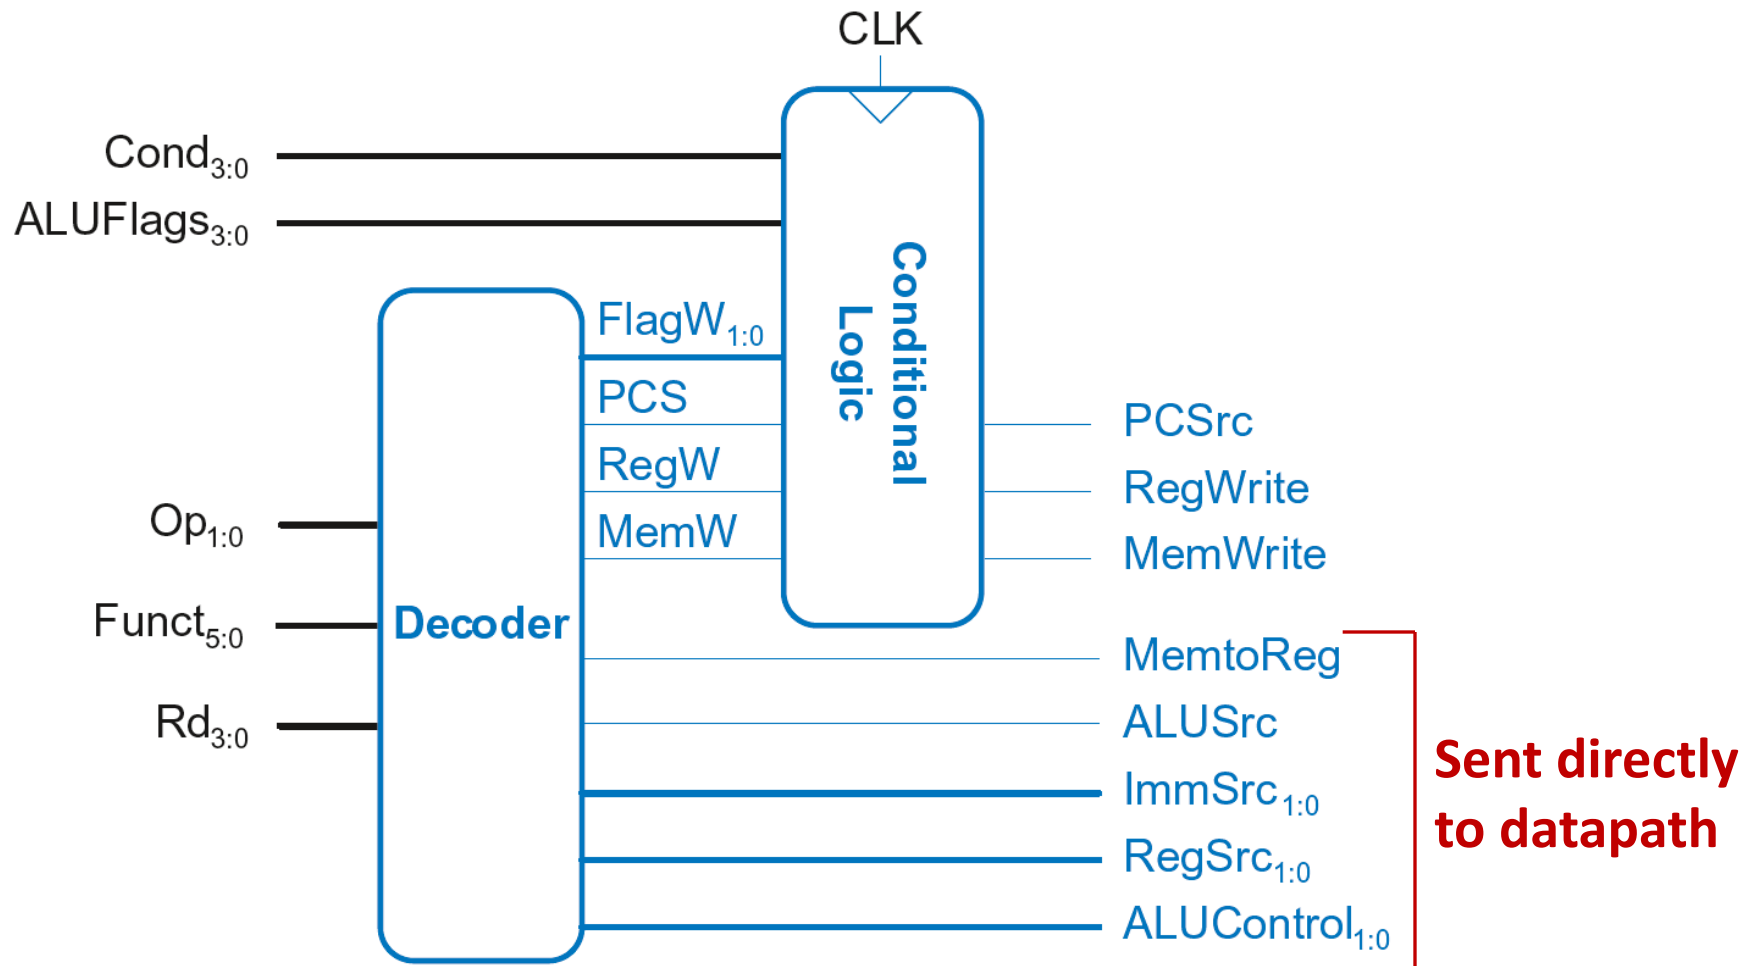 CLK
Cond3:0
ALUFlags3:0
Conditional
Logic
FlagW1:0
PCS
RegW
MemW
PCSrc
RegWrite
MemWrite
Op1:0
Funct5:0
Rd3:0
Decoder
MemtoReg
ALUSrc
ImmSrc1:0
RegSrc1:0
ALUControl1:0
Sent directly
to datapath